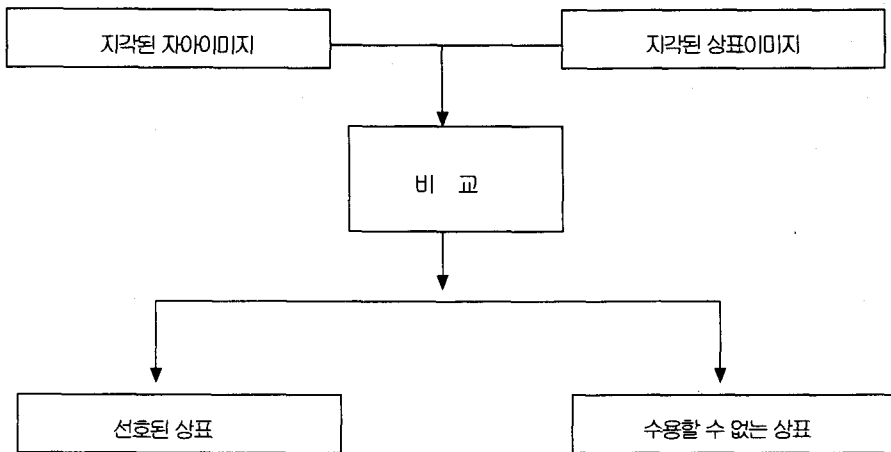 지각된 자아이미지
지각된 상표이미지
비 교
선호된 상표
수용할 수 없는 상표